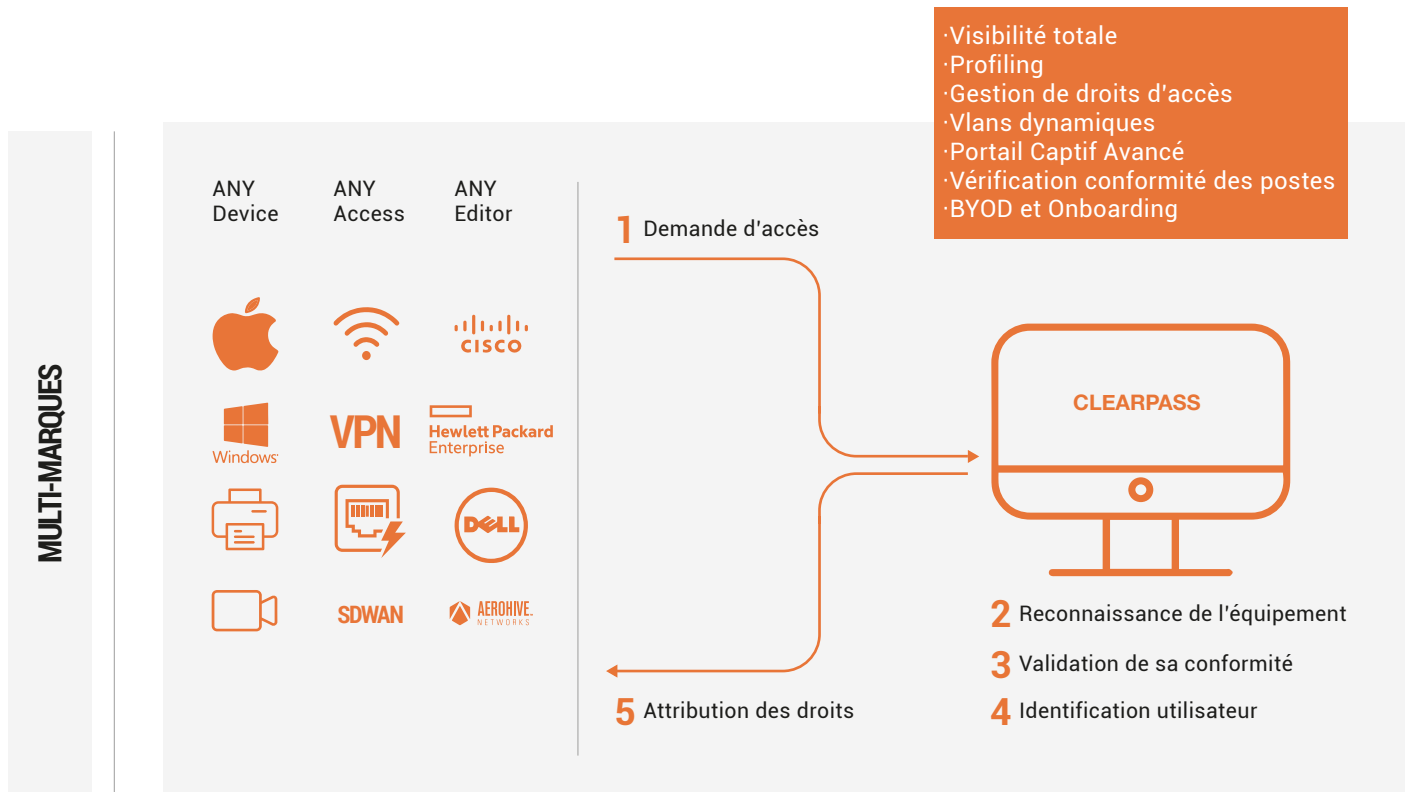 ·Visibilité totale
·Profiling
·Gestion de droits d'accès
·Vlans dynamiques
·Portail Captif Avancé
·Vérification conformité des postes
·BYOD et Onboarding
MULTI-MARQUES
ANY
Device
ANY
Access
ANY
Editor
CISCO
Windows
VPN
Hewlett Packard
Enterprise
DELL
SDWAN
AEROHIVE
NETWORKS
1 Demande d'accès
CLEARPASS
2 Reconnaissance de l'équipement
3 Validation de sa conformité
4 Identification utilisateur
5 Attribution des droits